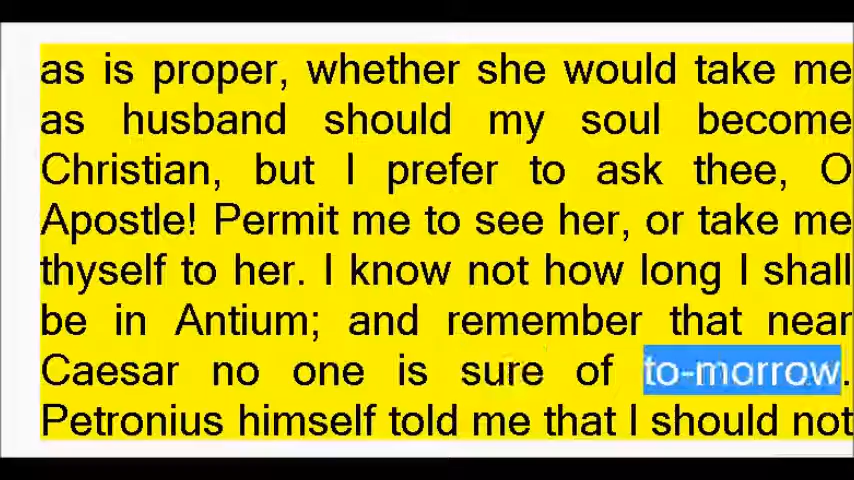 as is proper, whether she would take me
as husband should my soul become
Christian, but I prefer to ask thee, O
Apostle! Permit me to see her, or take me
thyself to her. I know not how long I shall
be in Antium; and remember that near
Caesar no one is sure of to-morrow.
Petronius himself told me that I should not